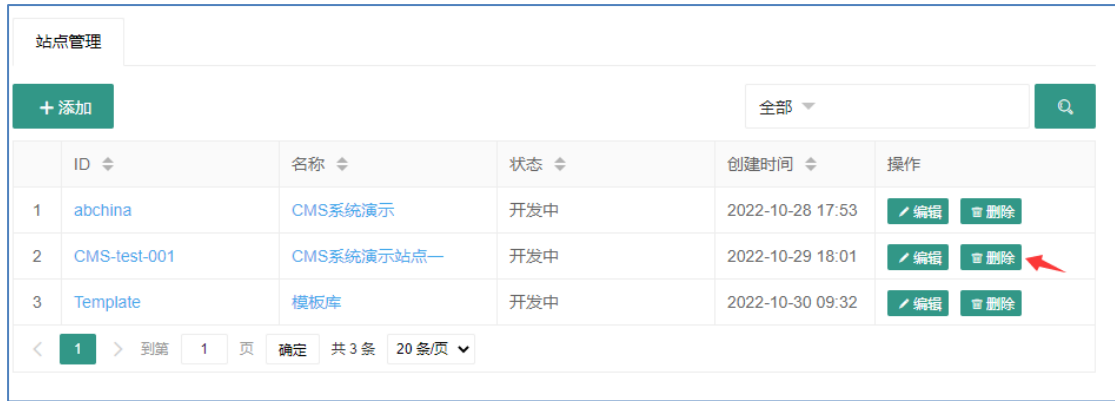 站点管理
添加 全部
ID 名称 状态 创建时间 操作
1 abchina CMS系统演示 开发中 2022-10-28 17:53 编辑 删除
2 CMS-test-001 CMS系统演示站点一 开发中 2022-10-29 18:01 编辑 删除
3 Template 模板库 开发中 2022-10-30 09:32 编辑 删除
1 到第 1 页 确定 共 3 条 20 条/页